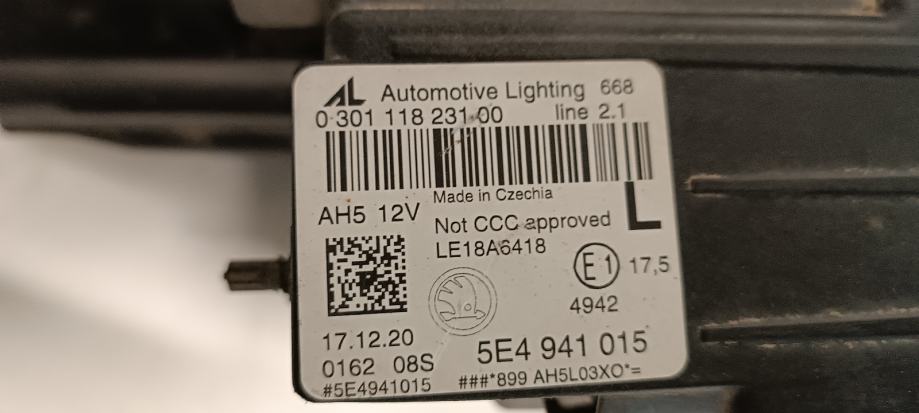 AL Automotive Lighting 668
0 301 118 231 00 line 2.1
Made in Czechia
AH5 12V
Not CCC approved L
LE18A6418
E1 17,5
4942
17.12.20
0162 08S 5E4 941 015
#5E4941015 ###*899 AH5L03XO*=